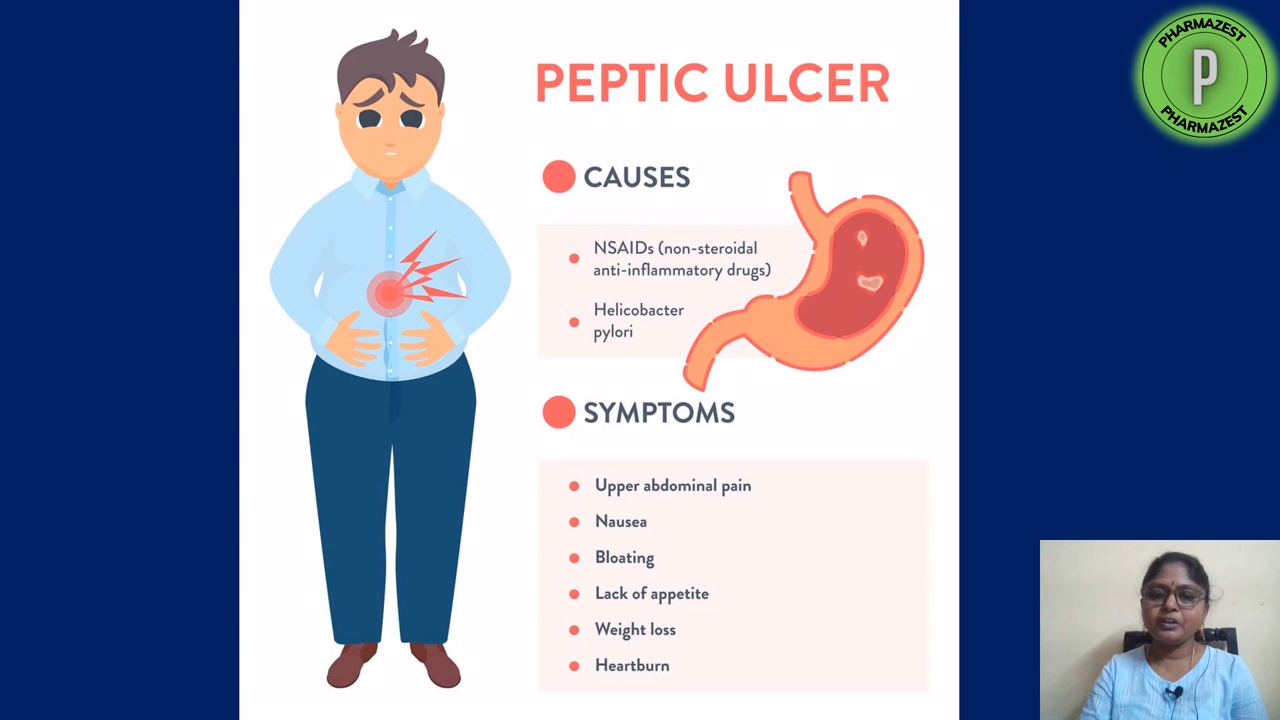 PEPTIC ULCER
CAUSES
NSAIDs (non-steroidal
anti-inflammatory drugs)
Helicobacter
pylori
SYMPTOMS
Upper abdominal pain
Nausea
Bloating
Lack of appetite
Weight loss
Heartburn
PHARMAZEST
P
PHARMAZEST